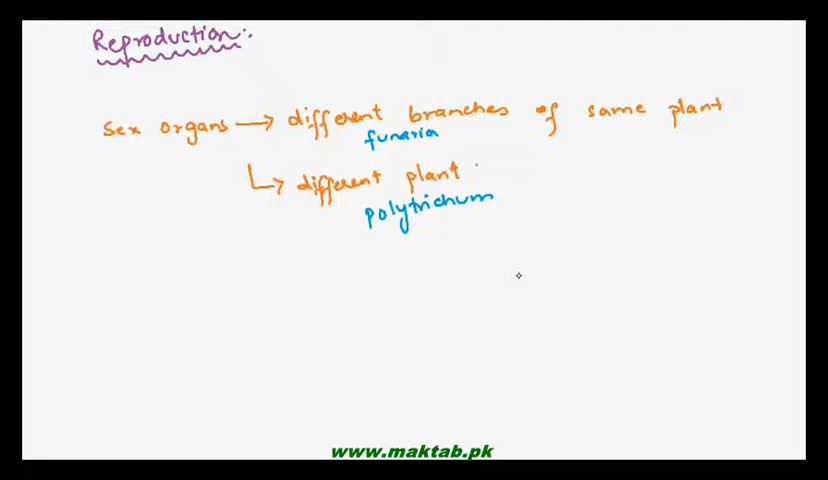 Reproduction:
sex organs → different branches of same plant
funaria
↳ different plant
polytrichum
www.maktab.pk